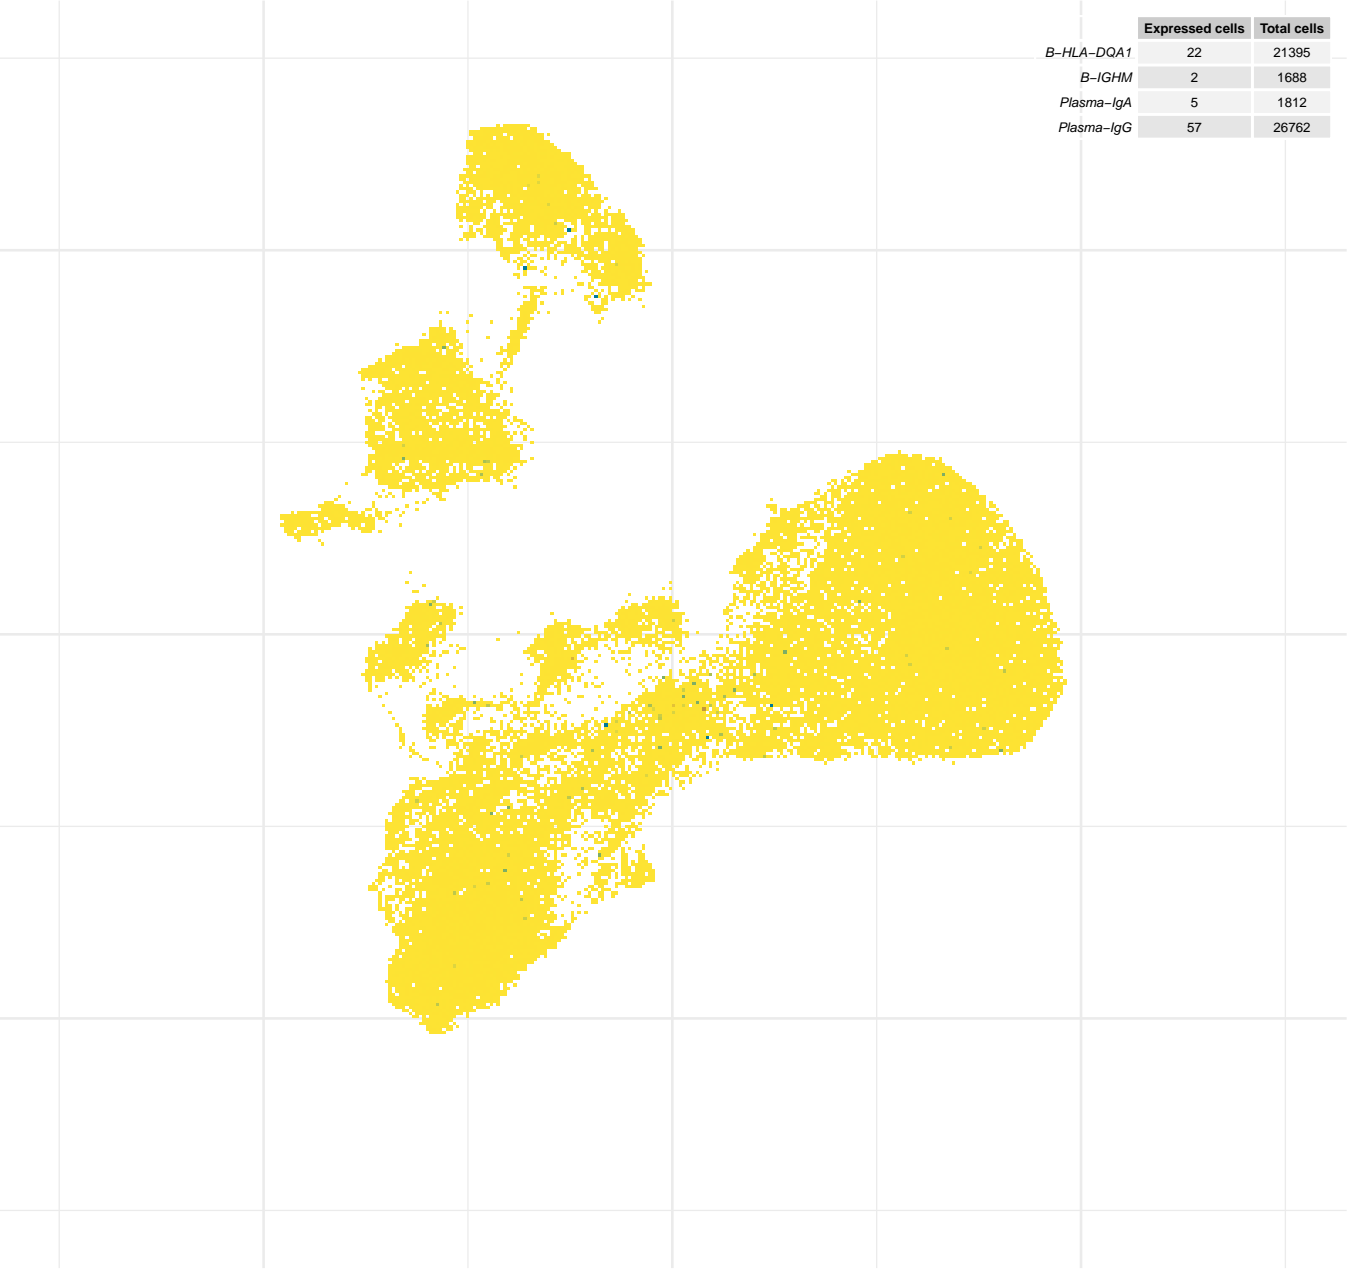 Expressed cells Total cells
B−HLA−DQA1 22 21395
B−IGHM 2 1688
Plasma−IgA 5 1812
Plasma−IgG 57 26762